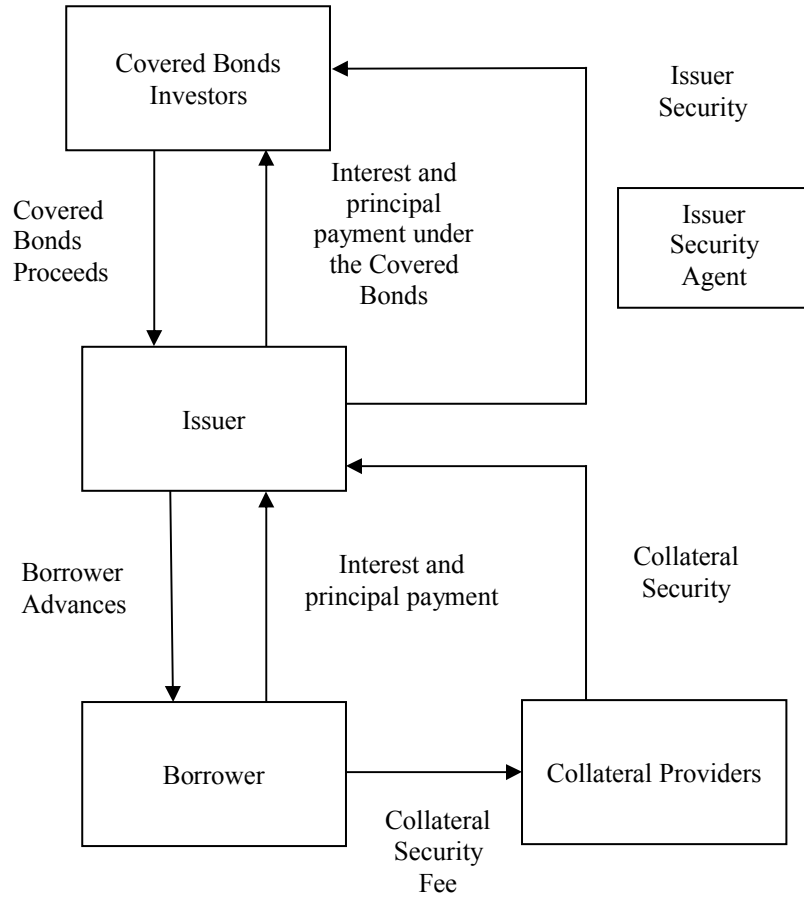 Covered Bonds
Investors
Issuer
Security
Covered
Bonds
Proceeds
Interest and
principal
payment under
the Covered
Bonds
Issuer
Security
Agent
Issuer
Borrower
Advances
Interest and
principal payment
Collateral
Security
Borrower
Collateral Providers
Collateral
Security
Fee